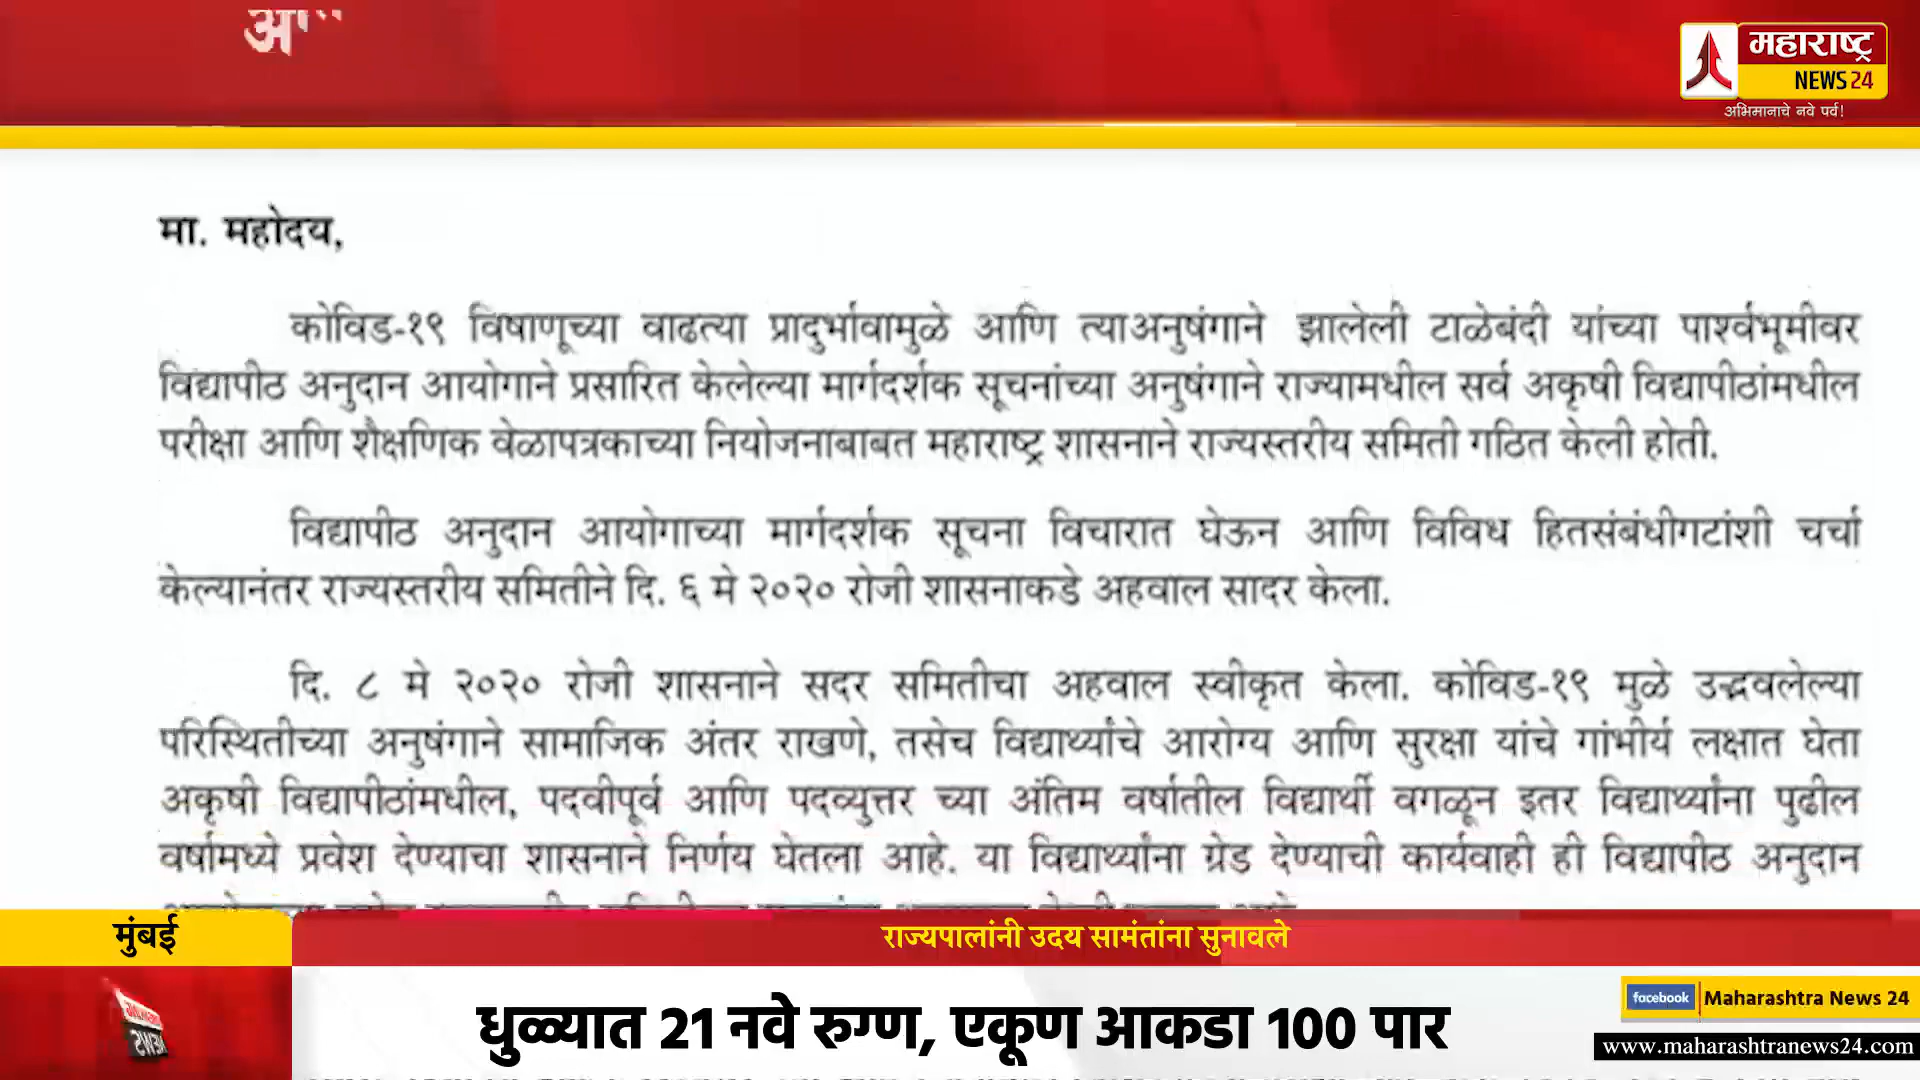 महाराष्ट्र
NEWS 24
अभिमानाचे नवे पर्व!
मा. महोदय,
कोविड-१९ विषाणूच्या वाढत्या प्रादुर्भावामुळे आणि त्याअनुषंगाने झालेली टाळेबंदी यांच्या पार्श्वभूमीवर
विद्यापीठ अनुदान आयोगाने प्रसारित केलेल्या मार्गदर्शक सूचनांच्या अनुषंगाने राज्यामधील सर्व अकृषी विद्यापीठांमधील
परीक्षा आणि शैक्षणिक वेळापत्रकाच्या नियोजनाबाबत महाराष्ट्र शासनाने राज्यस्तरीय समिती गठित केली होती.
विद्यापीठ अनुदान आयोगाच्या मार्गदर्शक सूचना विचारात घेऊन आणि विविध हितसंबंधीगटांशी चर्चा
केल्यानंतर राज्यस्तरीय समितीने दि. ६ मे २०२० रोजी शासनाकडे अहवाल सादर केला.
दि. ८ मे २०२० रोजी शासनाने सदर समितीचा अहवाल स्वीकृत केला. कोविड-१९ मुळे उद्भवलेल्या
परिस्थितीच्या अनुषंगाने सामाजिक अंतर राखणे, तसेच विद्यार्थ्यांचे आरोग्य आणि सुरक्षा यांचे गांभीर्य लक्षात घेता
अकृषी विद्यापीठांमधील, पदवीपूर्व आणि पदव्युत्तर च्या अंतिम वर्षातील विद्यार्थी वगळून इतर विद्यार्थ्यांना पुढील
वर्षामध्ये प्रवेश देण्याचा शासनाने निर्णय घेतला आहे. या विद्यार्थ्यांना ग्रेड देण्याची कार्यवाही ही विद्यापीठ अनुदान
मुंबई
राज्यपालांनी उदय सामंतांना सुनावले
धुळ्यात 21 नवे रुग्ण, एकूण आकडा 100 पार
facebook Maharashtra News 24
www.maharashtranews24.com